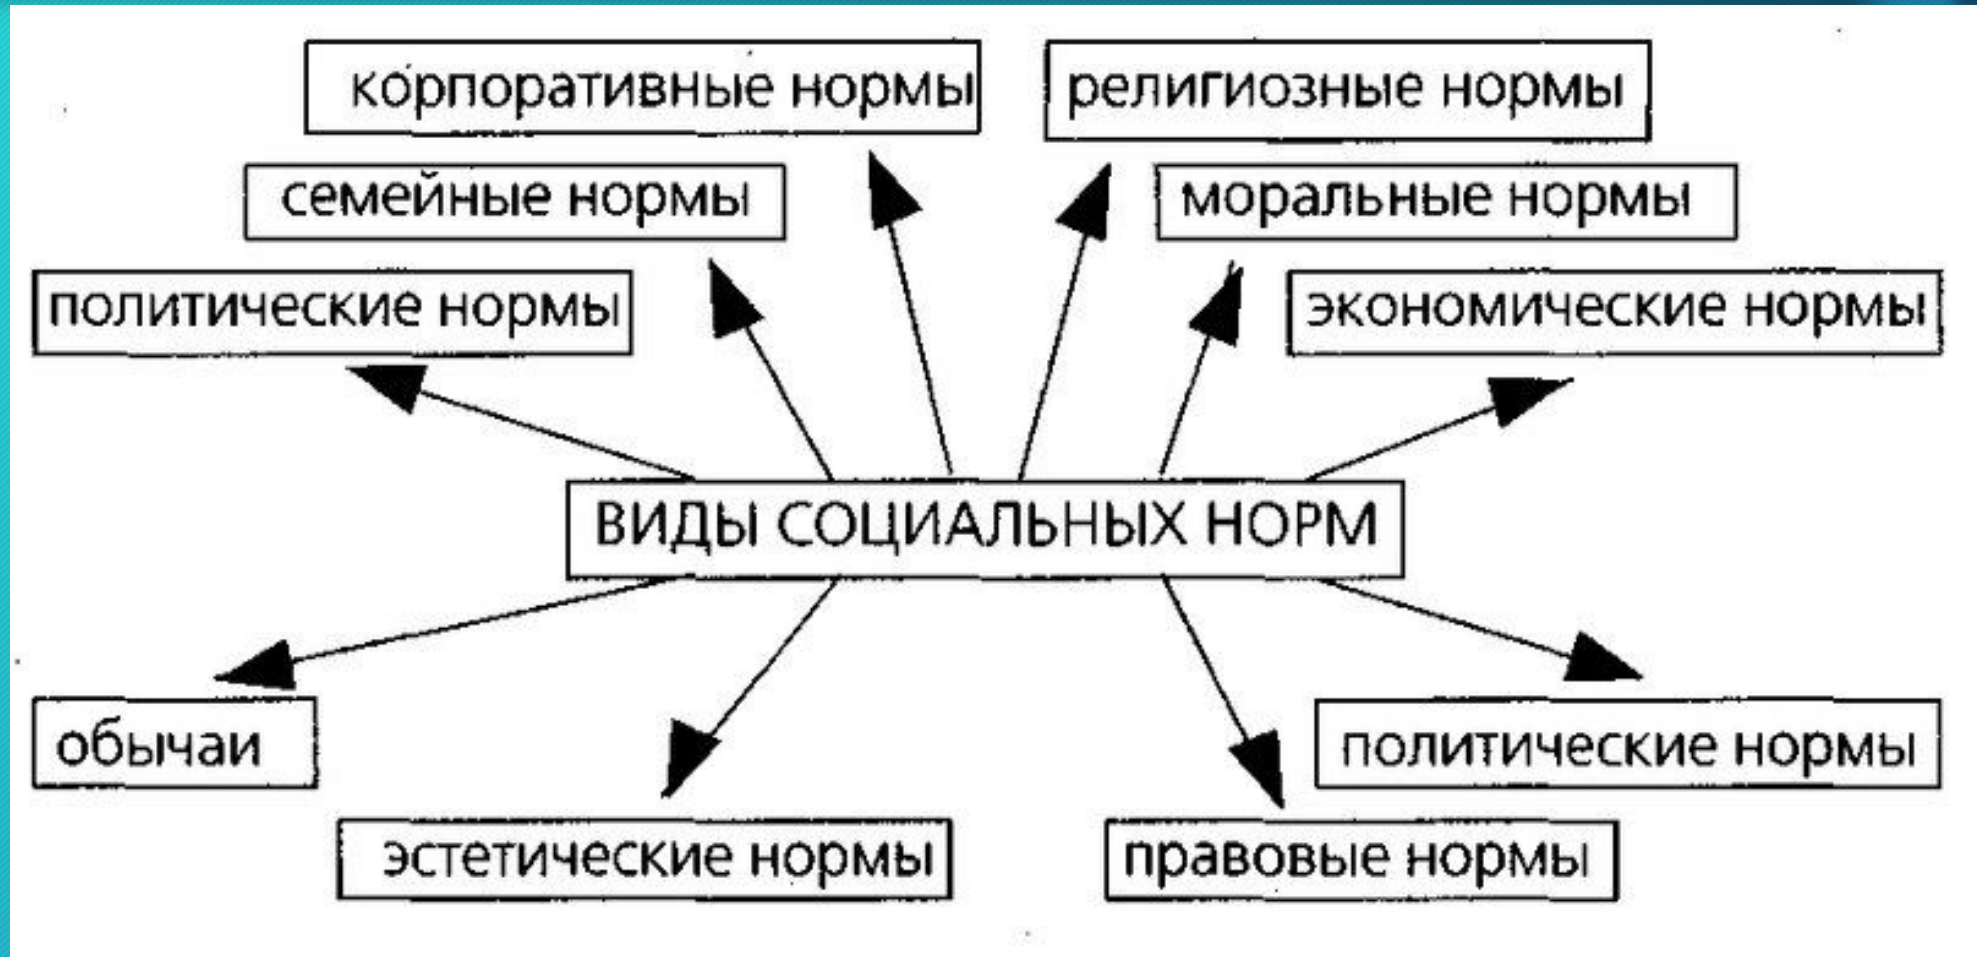 корпоративные нормы
религиозные нормы
семейные нормы
моральные нормы
политические нормы
экономические нормы
ВИДЫ СОЦИАЛЬНЫХ НОРМ
обычаи
политические нормы
эстетические нормы
правовые нормы